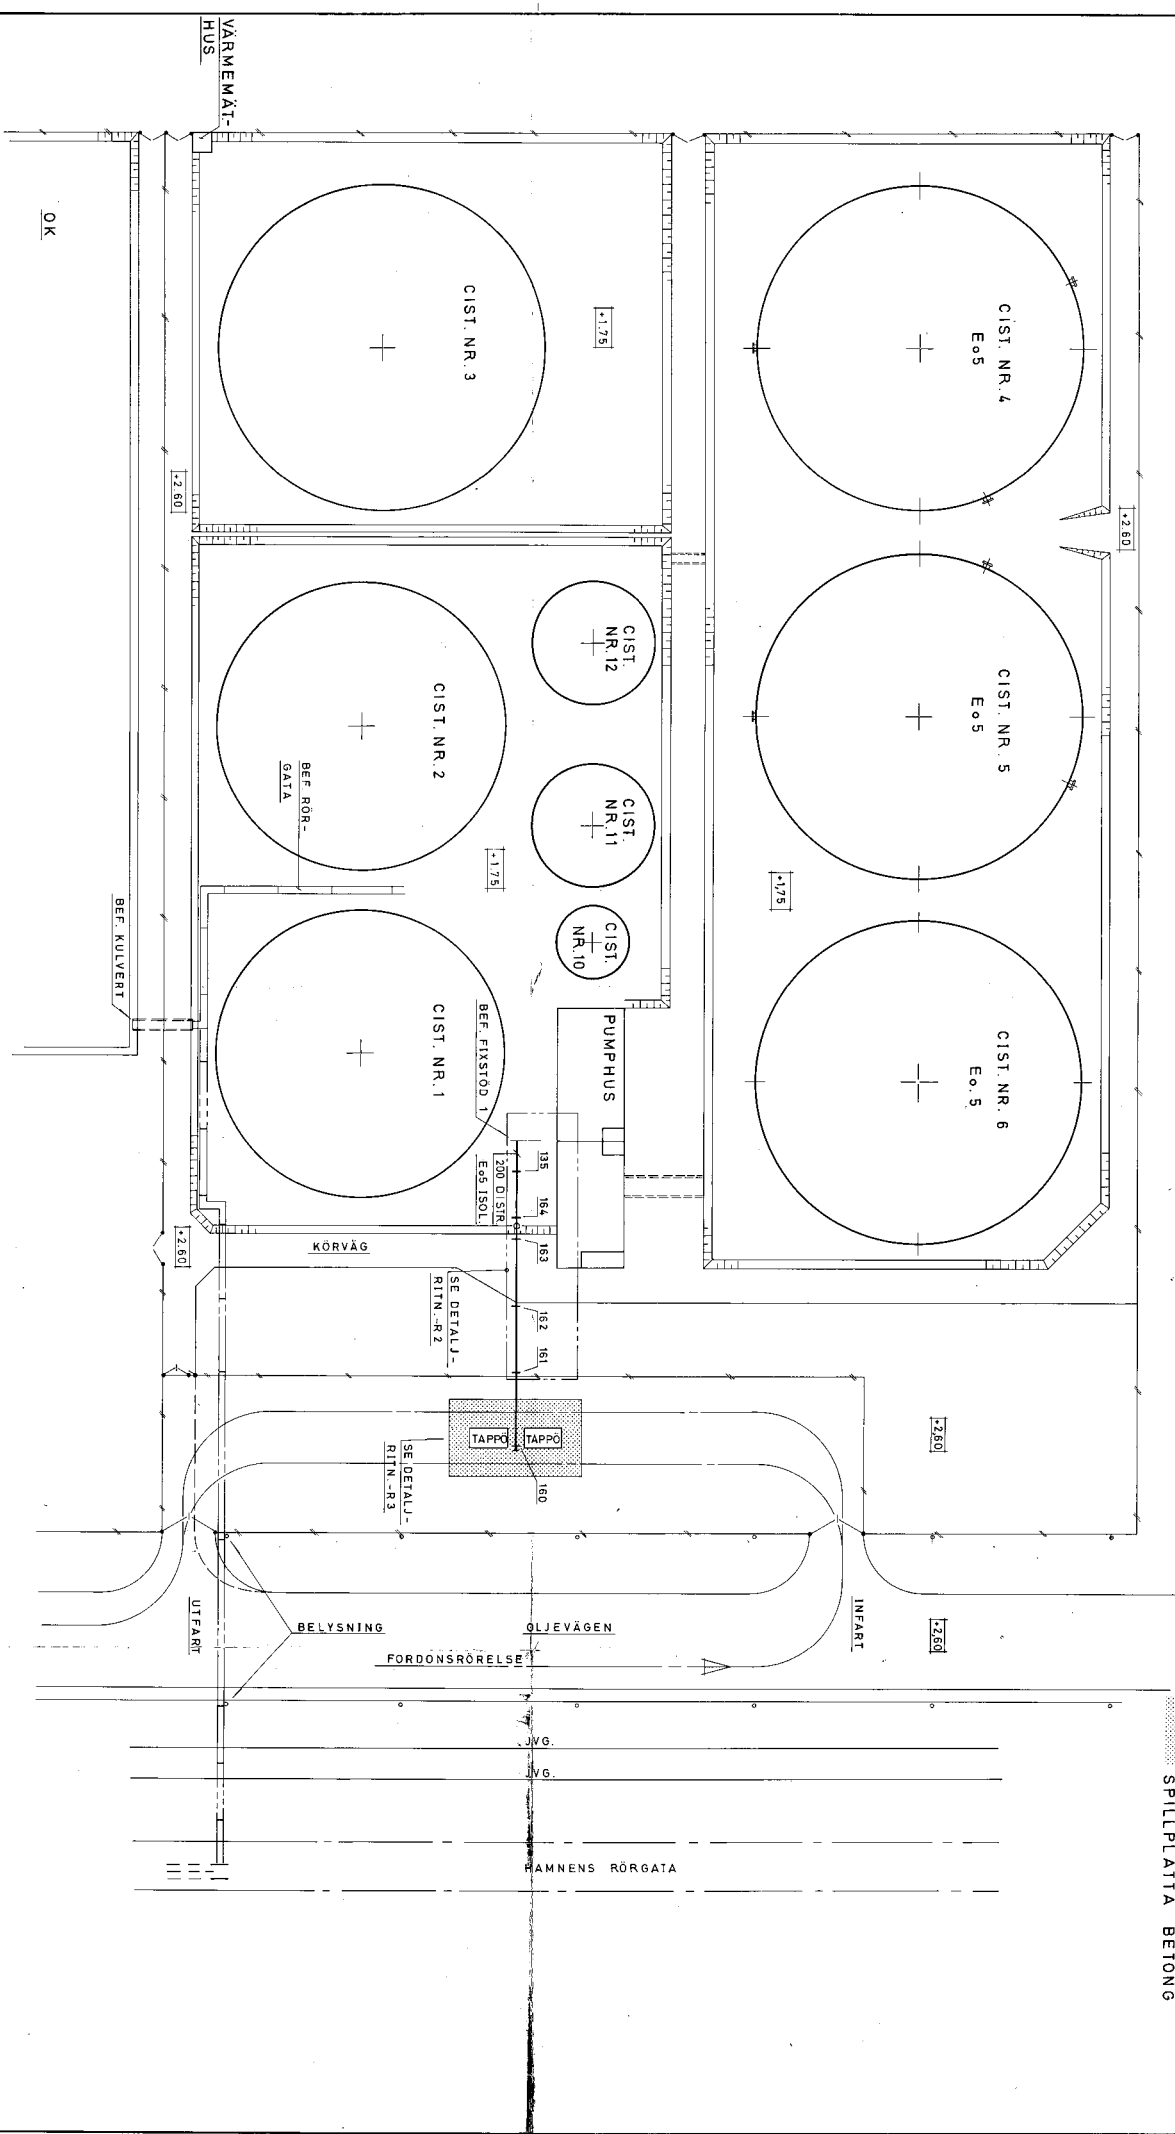 VÄRMEMÄT-
HUS
OK
CIST. NR. 3
+1.75
CIST. NR. 4
Eo5
+2.60
+2.60
CIST. NR. 5
Eo5
+1,75
CIST. NR. 6
Eo.5
CIST.
NR.12
CIST.
NR.11
CIST.
NR.10
CIST. NR. 2
BEF. RÖR-
GATA
+1.75
CIST. NR. 1
BEF. KULVERT
BEF. FIXSTÖD 1
PUMPHUS
200 DISTR
Eo5 ISOL.
135
164
163
162
161
160
KÖRVÄG
+2.60
SE DETALJ-
RITN.-R2
TAPPÖ
TAPPÖ
SE DETALJ-
RITN.-R3
+2,60
UTFART
INFART
+2,60
BELYSNING
OLJEVÄGEN
FORDONSRÖRELSE
JVG.
JVG.
HAMNENS RÖRGATA
SPILLPLATTA BETONG